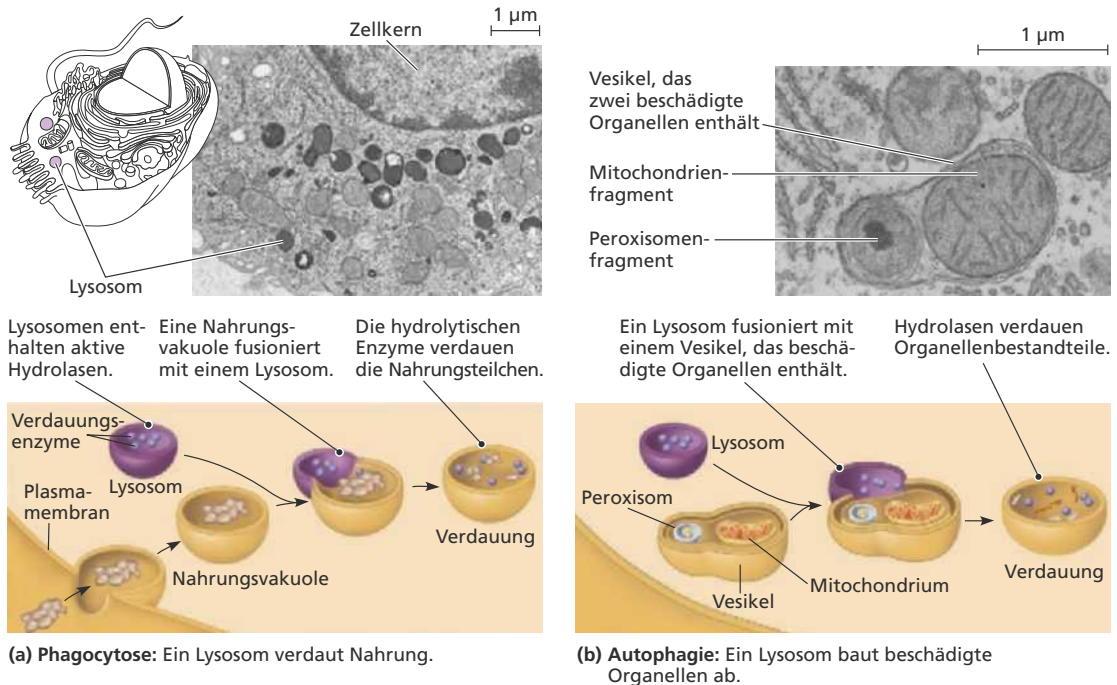 Zellkern
1 µm
Lysosom
Lysosomen ent-
halten aktive
Hydrolasen.
Eine Nahrungs-
vakuole fusioniert
mit einem Lysosom.
Die hydrolytischen
Enzyme verdauen
die Nahrungsteilchen.
Verdauungs-
enzyme
Lysosom
Plasma-
membran
Nahrungsvakuole
Verdauung
(a) Phagocytose: Ein Lysosom verdaut Nahrung.
1 µm
Vesikel, das
zwei beschädigte
Organellen enthält
Mitochondrien-
fragment
Peroxisomen-
fragment
Ein Lysosom fusioniert mit
einem Vesikel, das beschä-
digte Organellen enthält.
Hydrolasen verdauen
Organellenbestandteile.
Lysosom
Peroxisom
Mitochondrium
Vesikel
Verdauung
(b) Autophagie: Ein Lysosom baut beschädigte
Organellen ab.